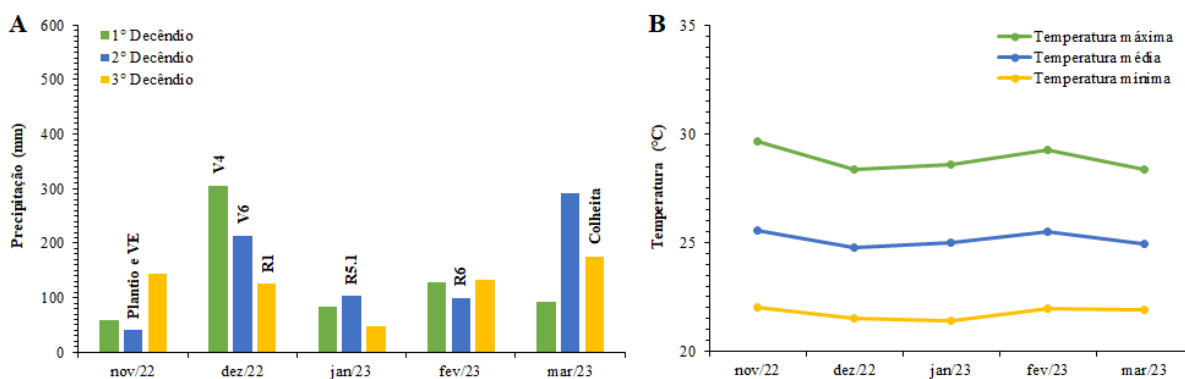 A
Precipitação (mm)
600
500
400
300
200
100
0
1° Decêndio
2° Decêndio
3° Decêndio
Plantio e VE
V4
V6
R1
R5.1
R6
Colheita
nov/22 dez/22 jan/23 fev/23 mar/23
B
Temperatura (°C)
35
30
25
20
Temperatura máxima
Temperatura média
Temperatura mínima
nov/22 dez/22 jan/23 fev/23 mar/23